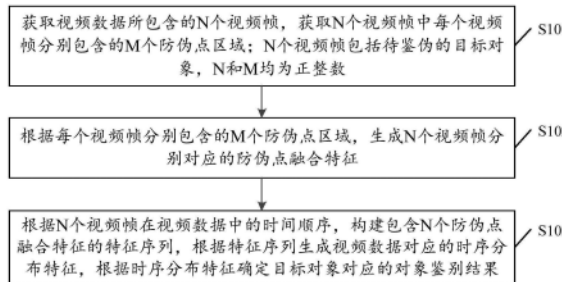 获取视频数据所包含的N个视频帧，获取N个视频帧中每个视频
帧分别包含的M个防伪点区域；N个视频帧包括待鉴伪的目标对
象，N和M均为正整数
S10
根据每个视频帧分别包含的M个防伪点区域，生成N个视频帧分
别对应的防伪点融合特征
S10
根据N个视频帧在视频数据中的时间顺序，构建包含N个防伪点
融合特征的特征序列，根据特征序列生成视频数据对应的时序分
布特征，根据时序分布特征确定目标对象对应的对象鉴别结果
S10